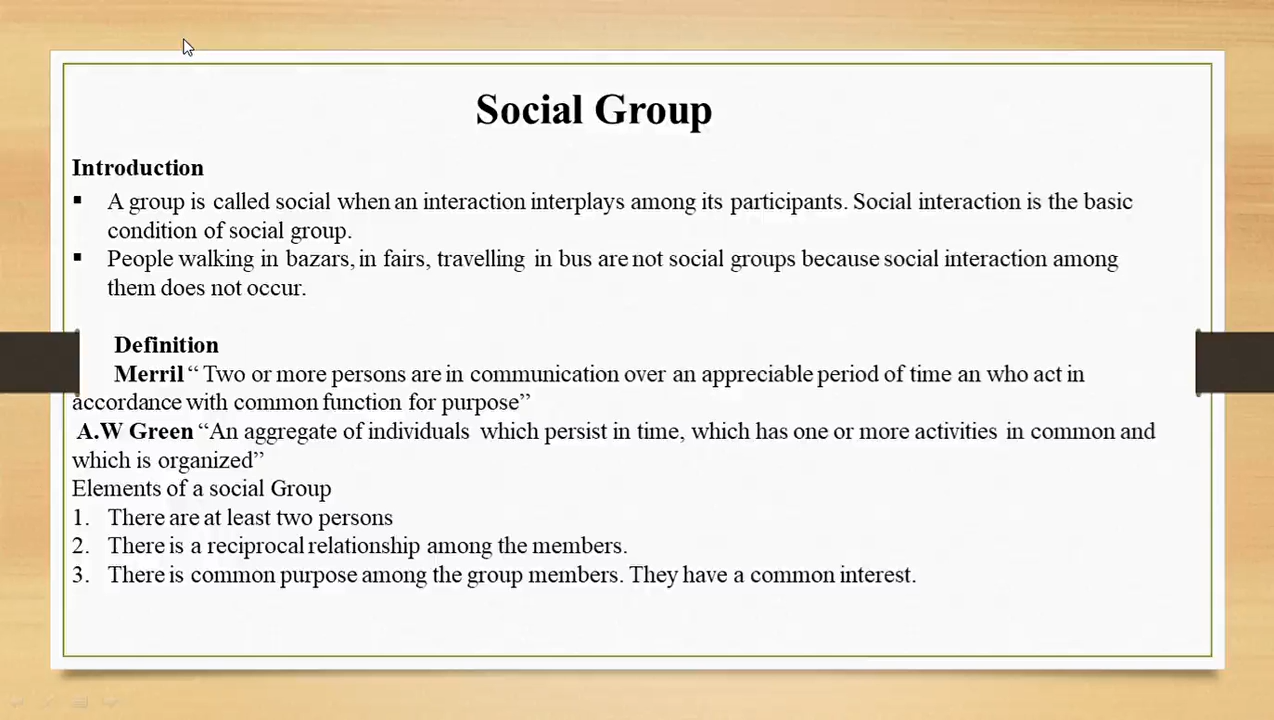 Social Group
Introduction
▪ A group is called social when an interaction interplays among its participants. Social interaction is the basic
condition of social group.
▪ People walking in bazars, in fairs, travelling in bus are not social groups because social interaction among
them does not occur.
Definition
Merril “ Two or more persons are in communication over an appreciable period of time an who act in
accordance with common function for purpose”
A.W Green “An aggregate of individuals which persist in time, which has one or more activities in common and
which is organized”
Elements of a social Group
1. There are at least two persons
2. There is a reciprocal relationship among the members.
3. There is common purpose among the group members. They have a common interest.